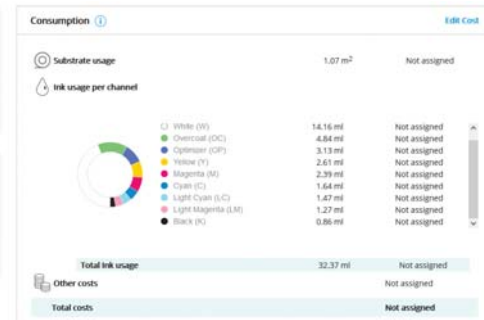 Consumption i Edit Cost
Substrate usage 1.07 m² Not assigned
Ink usage per channel
White (W) 14.16 ml Not assigned
Overcoat (OC) 4.84 ml Not assigned
Optimizer (OP) 3.13 ml Not assigned
Yellow (Y) 2.61 ml Not assigned
Magenta (M) 2.39 ml Not assigned
Cyan (C) 1.64 ml Not assigned
Light Cyan (LC) 1.47 ml Not assigned
Light Magenta (LM) 1.27 ml Not assigned
Black (K) 0.86 ml Not assigned
Total Ink usage 32.37 ml Not assigned
Other costs Not assigned
Total costs Not assigned